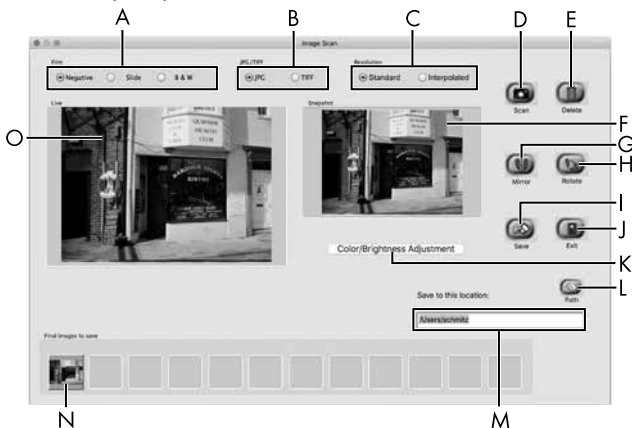 A B C D E
Image Scan
Film JPG/TIFF Resolution
Negative Slide B & W JPG TIFF Standard Interpolated
Scan Delete
Live Snapshot
F
O
G
H
Mirror Rotate
I
J
Save Exit
Color/Brightness Adjustment
K
L
Path
Save to this location:
/Users/schmitz
Final images to save
N M